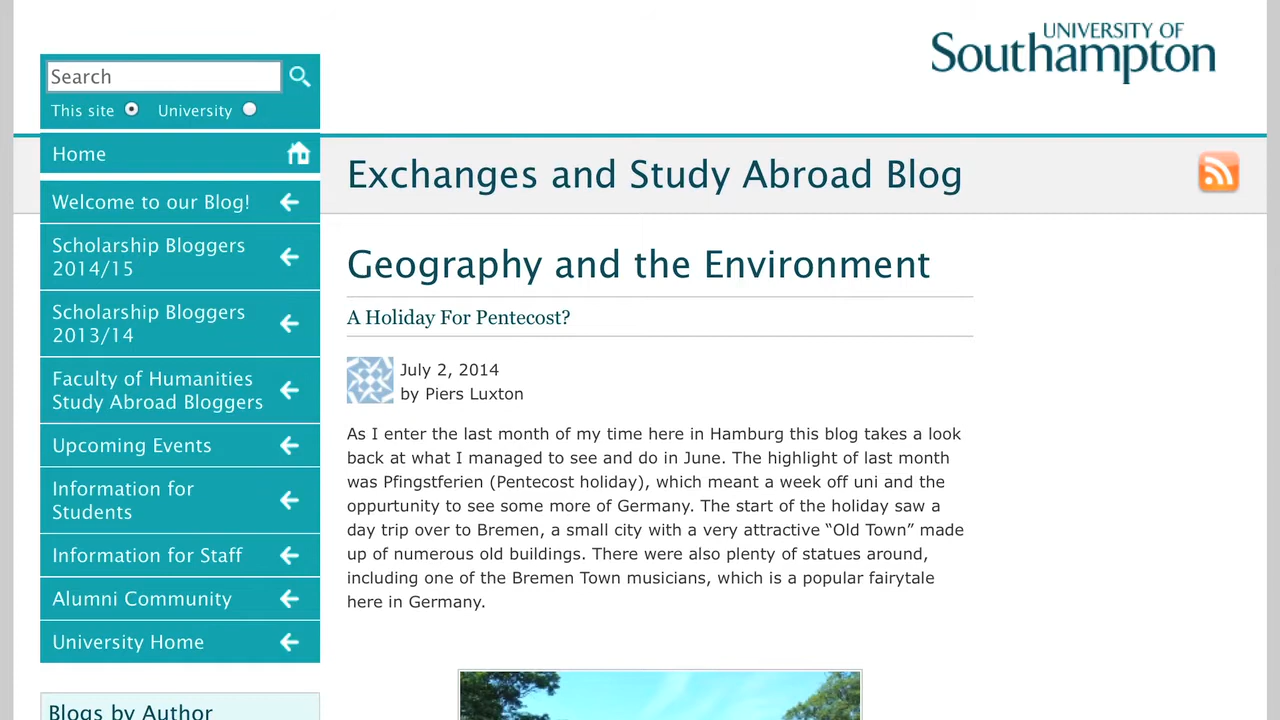 UNIVERSITY OF
Southampton
Search
This site
University
Home
Welcome to our Blog!
Scholarship Bloggers
2014/15
Scholarship Bloggers
2013/14
Faculty of Humanities
Study Abroad Bloggers
Upcoming Events
Information for
Students
Information for Staff
Alumni Community
University Home
Blogs by Author
Exchanges and Study Abroad Blog
Geography and the Environment
A Holiday For Pentecost?
July 2, 2014
by Piers Luxton
As I enter the last month of my time here in Hamburg this blog takes a look
back at what I managed to see and do in June. The highlight of last month
was Pfingstferien (Pentecost holiday), which meant a week off uni and the
oppurtunity to see some more of Germany. The start of the holiday saw a
day trip over to Bremen, a small city with a very attractive “Old Town” made
up of numerous old buildings. There were also plenty of statues around,
including one of the Bremen Town musicians, which is a popular fairytale
here in Germany.